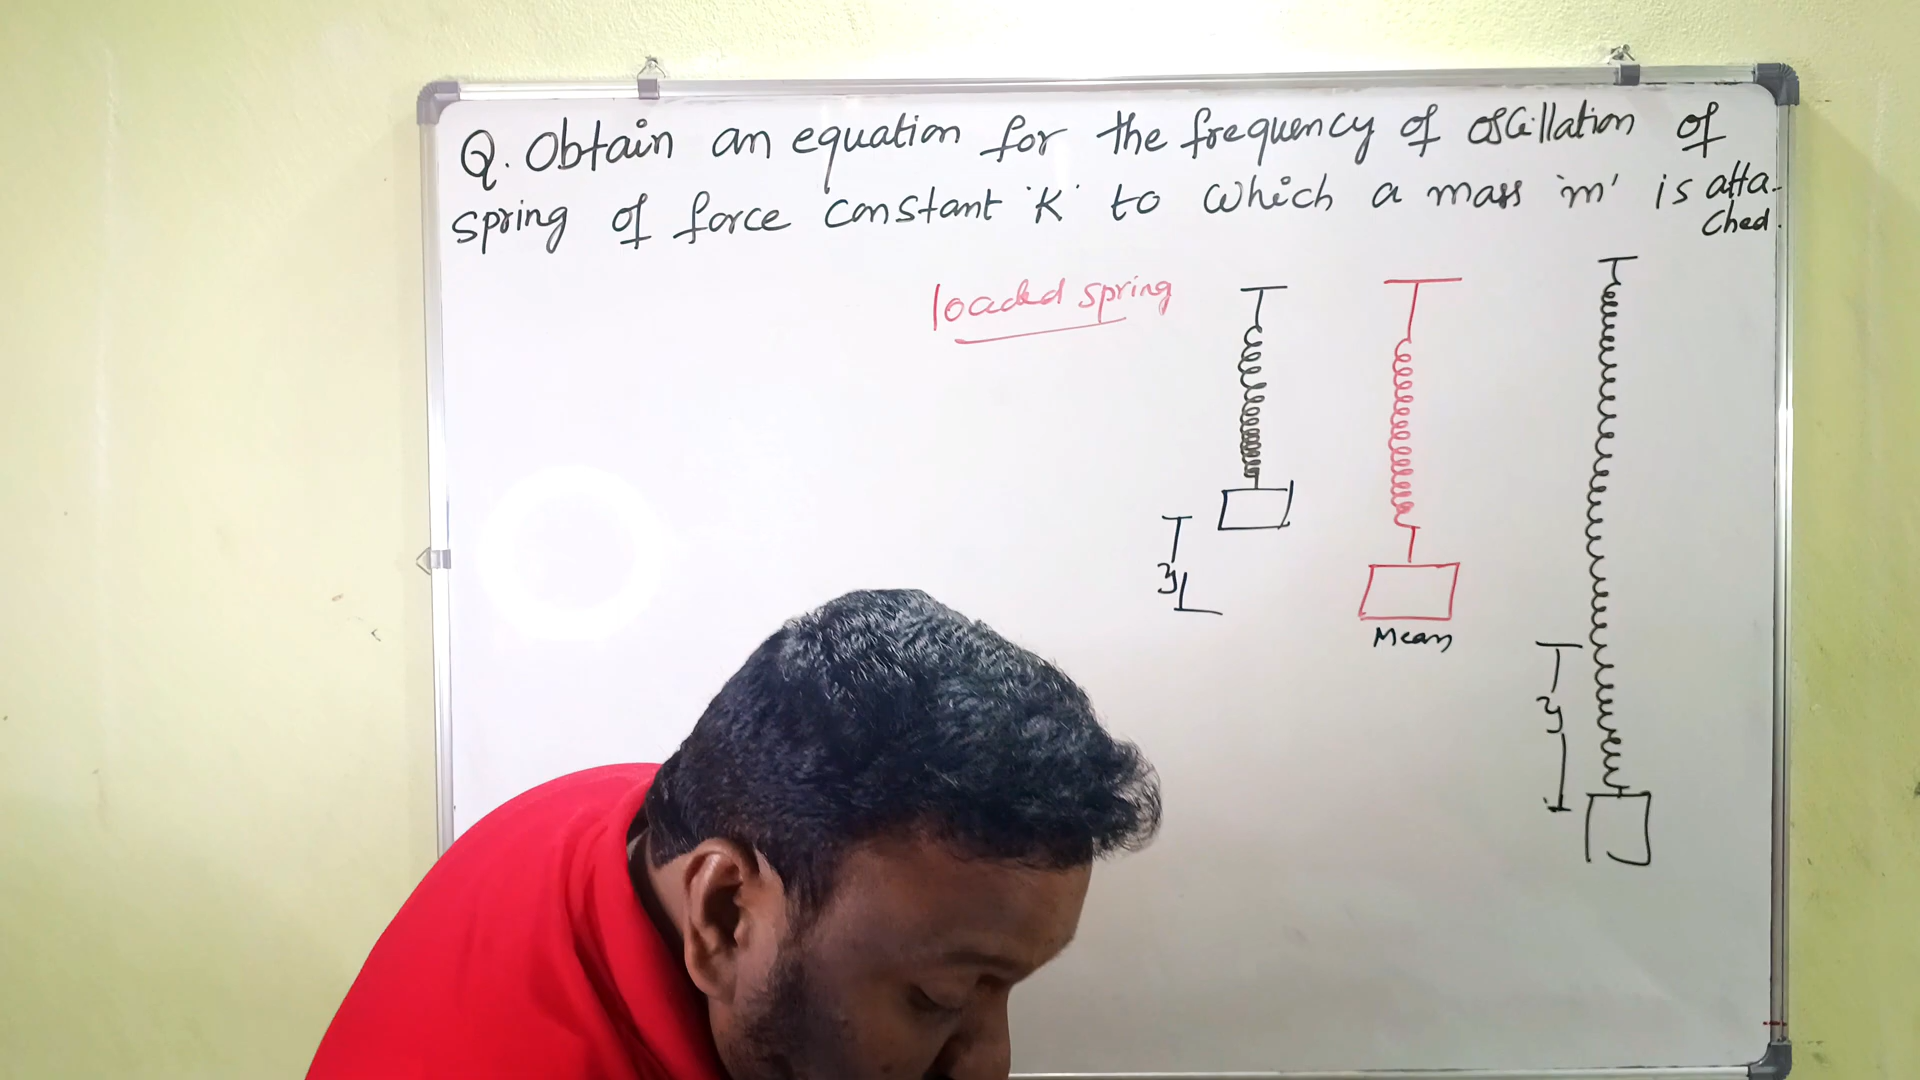 Q. Obtain an equation for the frequency of oscillation of
spring of force constant 'K' to which a mass 'm' is atta-
ched.
loaded spring
y
Mean
y